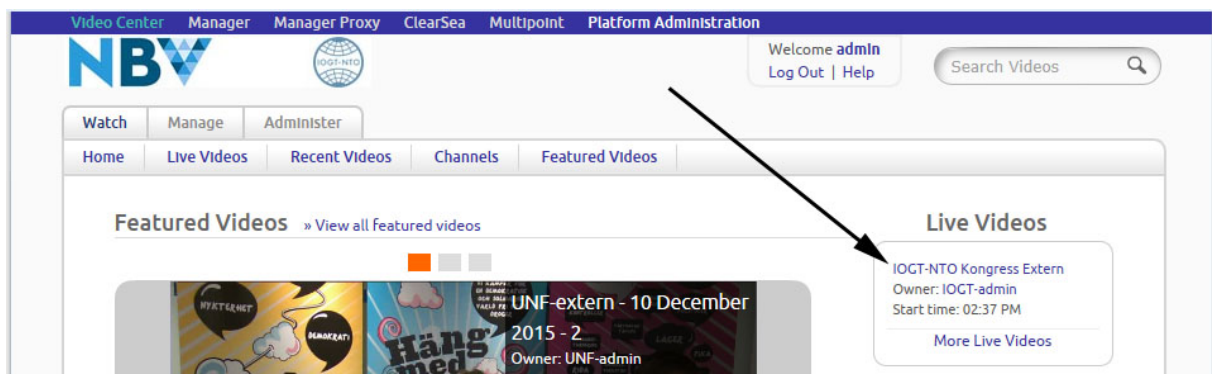 Video Center Manager Manager Proxy ClearSea Multipoint Platform Administration
NBV
IOGT-NTO
Welcome admin
Log Out | Help
Search Videos
Watch Manage Administer
Home Live Videos Recent Videos Channels Featured Videos
Featured Videos » View all featured videos
Live Videos
IOGT-NTO Kongress Extern
Owner: IOGT-admin
Start time: 02:37 PM
More Live Videos
UNF-extern - 10 December
2015 - 2
Owner: UNF-admin
NYKTERHET
DEMOKRATI
Häng
med
LAGER
FIKA